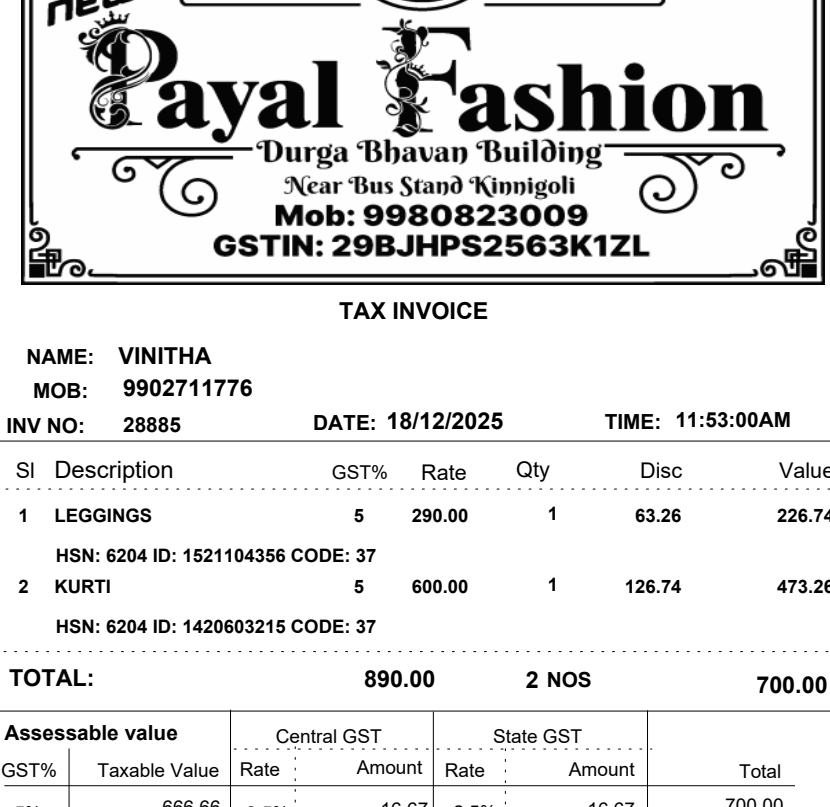 new
Payal Fashion
Durga Bhavan Building
Near Bus Stand Kinnigoli
Mob: 9980823009
GSTIN: 29BJHPS2563K1ZL
TAX INVOICE
NAME: VINITHA
MOB: 9902711776
INV NO: 28885 DATE: 18/12/2025 TIME: 11:53:00AM
Sl Description GST% Rate Qty Disc Value
1 LEGGINGS 5 290.00 1 63.26 226.74
HSN: 6204 ID: 1521104356 CODE: 37
2 KURTI 5 600.00 1 126.74 473.26
HSN: 6204 ID: 1420603215 CODE: 37
TOTAL: 890.00 2 NOS 700.00
Assessable value Central GST State GST
GST% Taxable Value Rate Amount Rate Amount Total
666.66 16.67 16.67 700.00